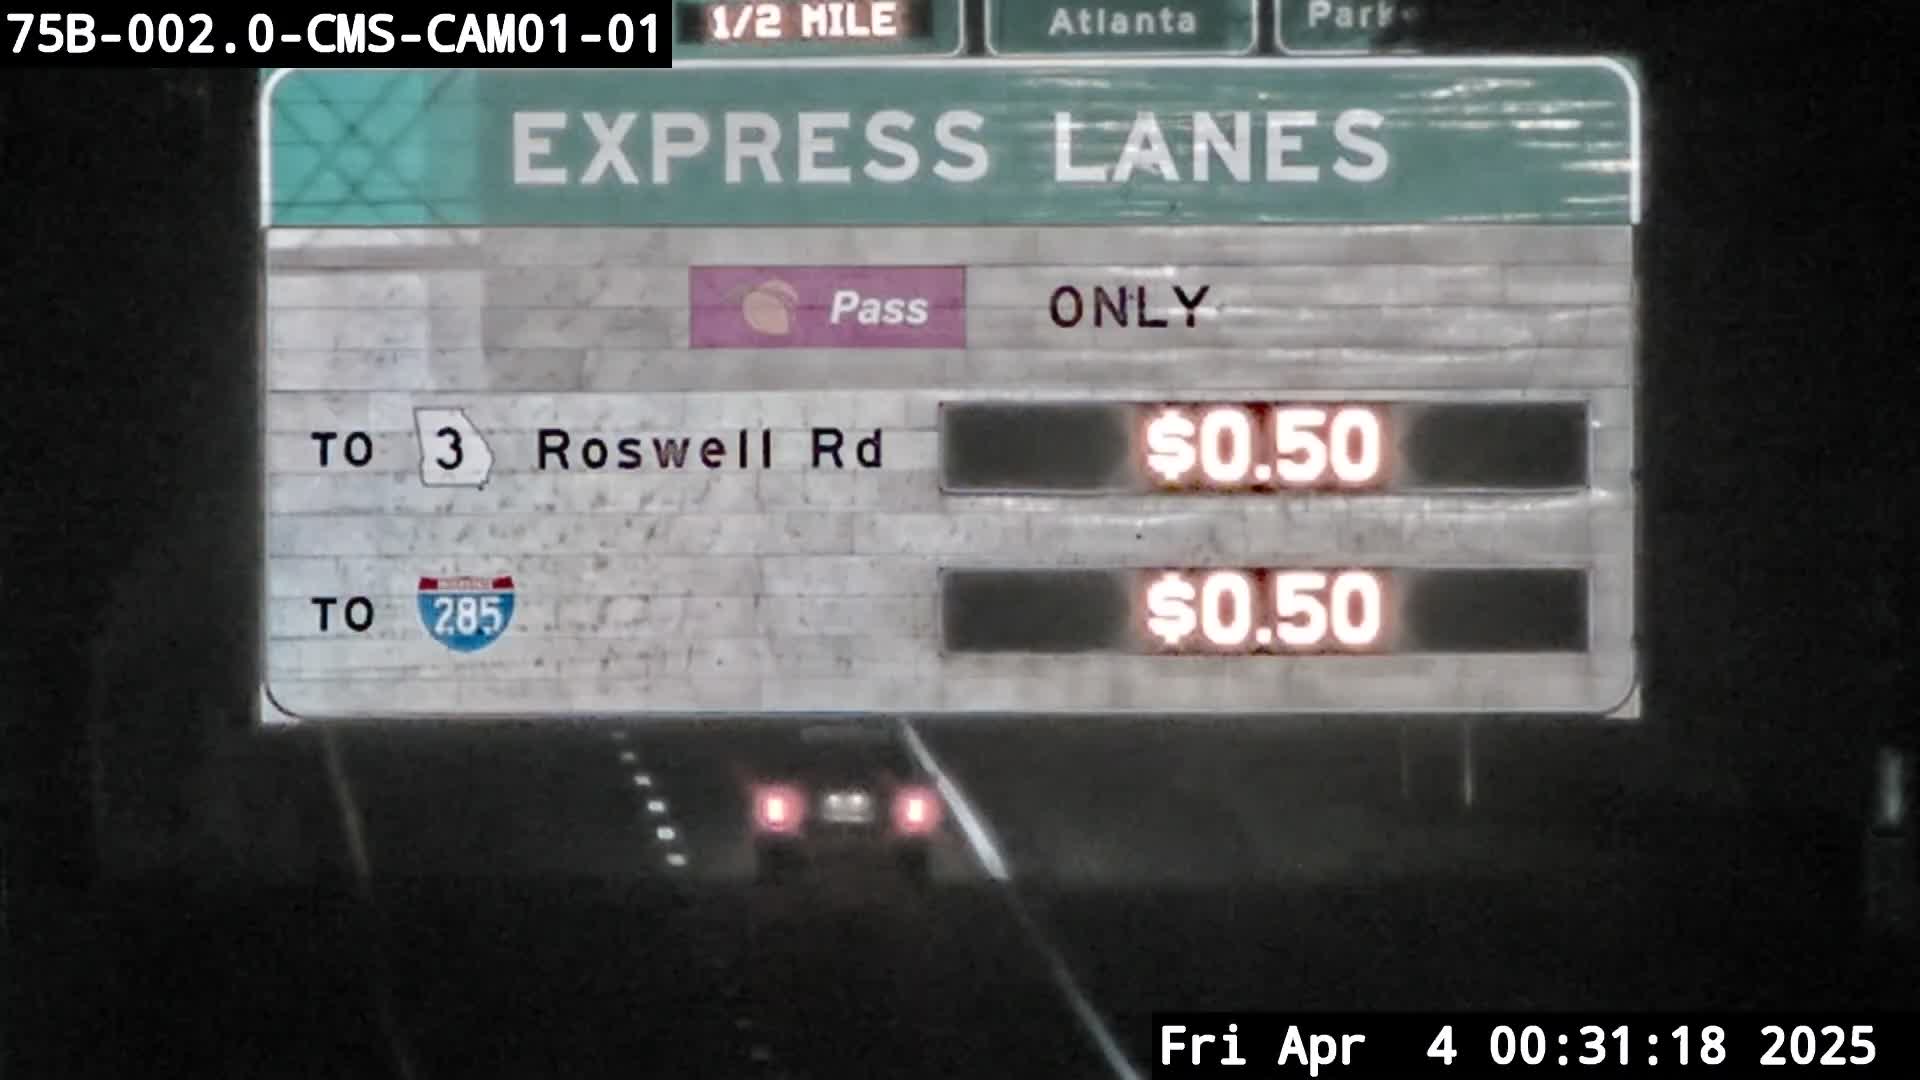 75B-002.0-CMS-CAM01-01
1/2 MILE
Atlanta
EXPRESS LANES
Pass ONLY
TO 3 Roswell Rd $0.50
TO 285 $0.50
Fri Apr 4 00:31:18 2025